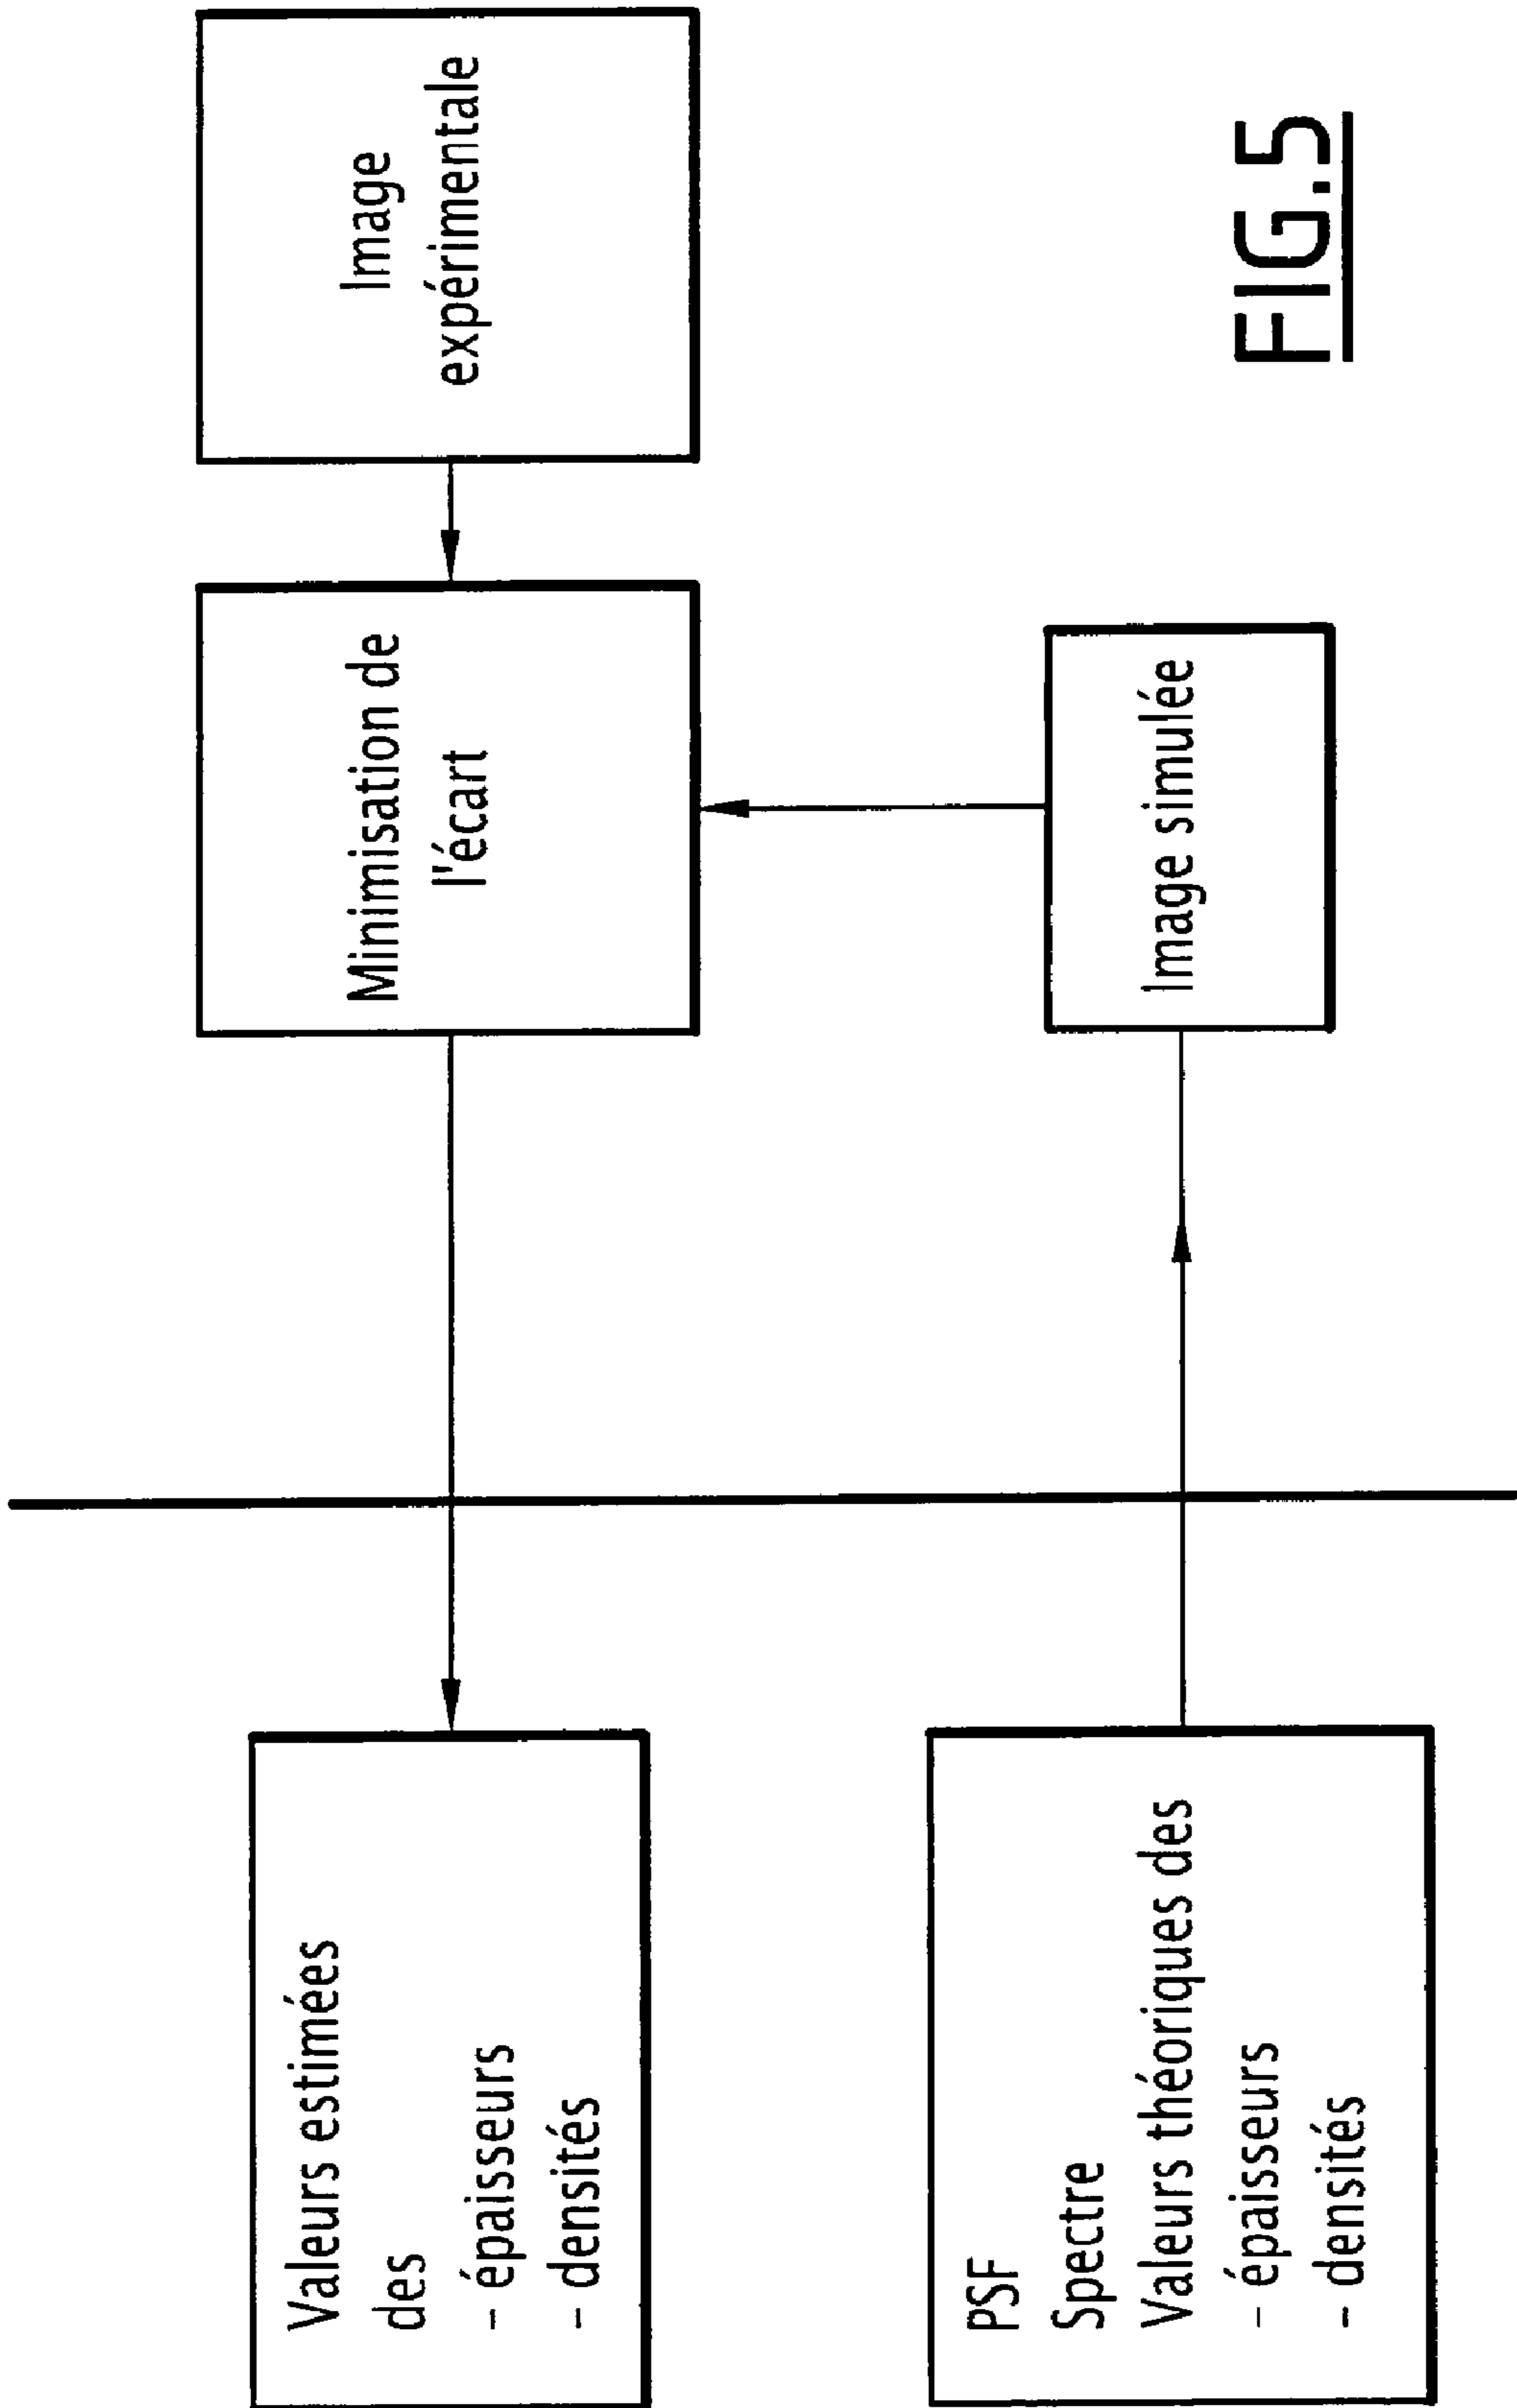 Valeurs estimées
des
- épaisseurs
- densités
Minimisation de
l'écart
Image
expérimentale
PSF
Spectre
Valeurs théoriques des
- épaisseurs
- densités
Image simulée
FIG.5